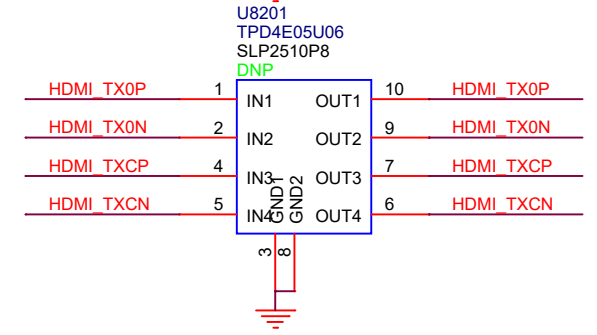 U8201
TPD4E05U06
SLP2510P8
DNP
HDMI_TX0P 1 IN1 OUT1 10 HDMI_TX0P
HDMI_TX0N 2 IN2 OUT2 9 HDMI_TX0N
HDMI_TXCP 4 IN3 OUT3 7 HDMI_TXCP
HDMI_TXCN 5 IN4 OUT4 6 HDMI_TXCN
GND1
GND2
3
8